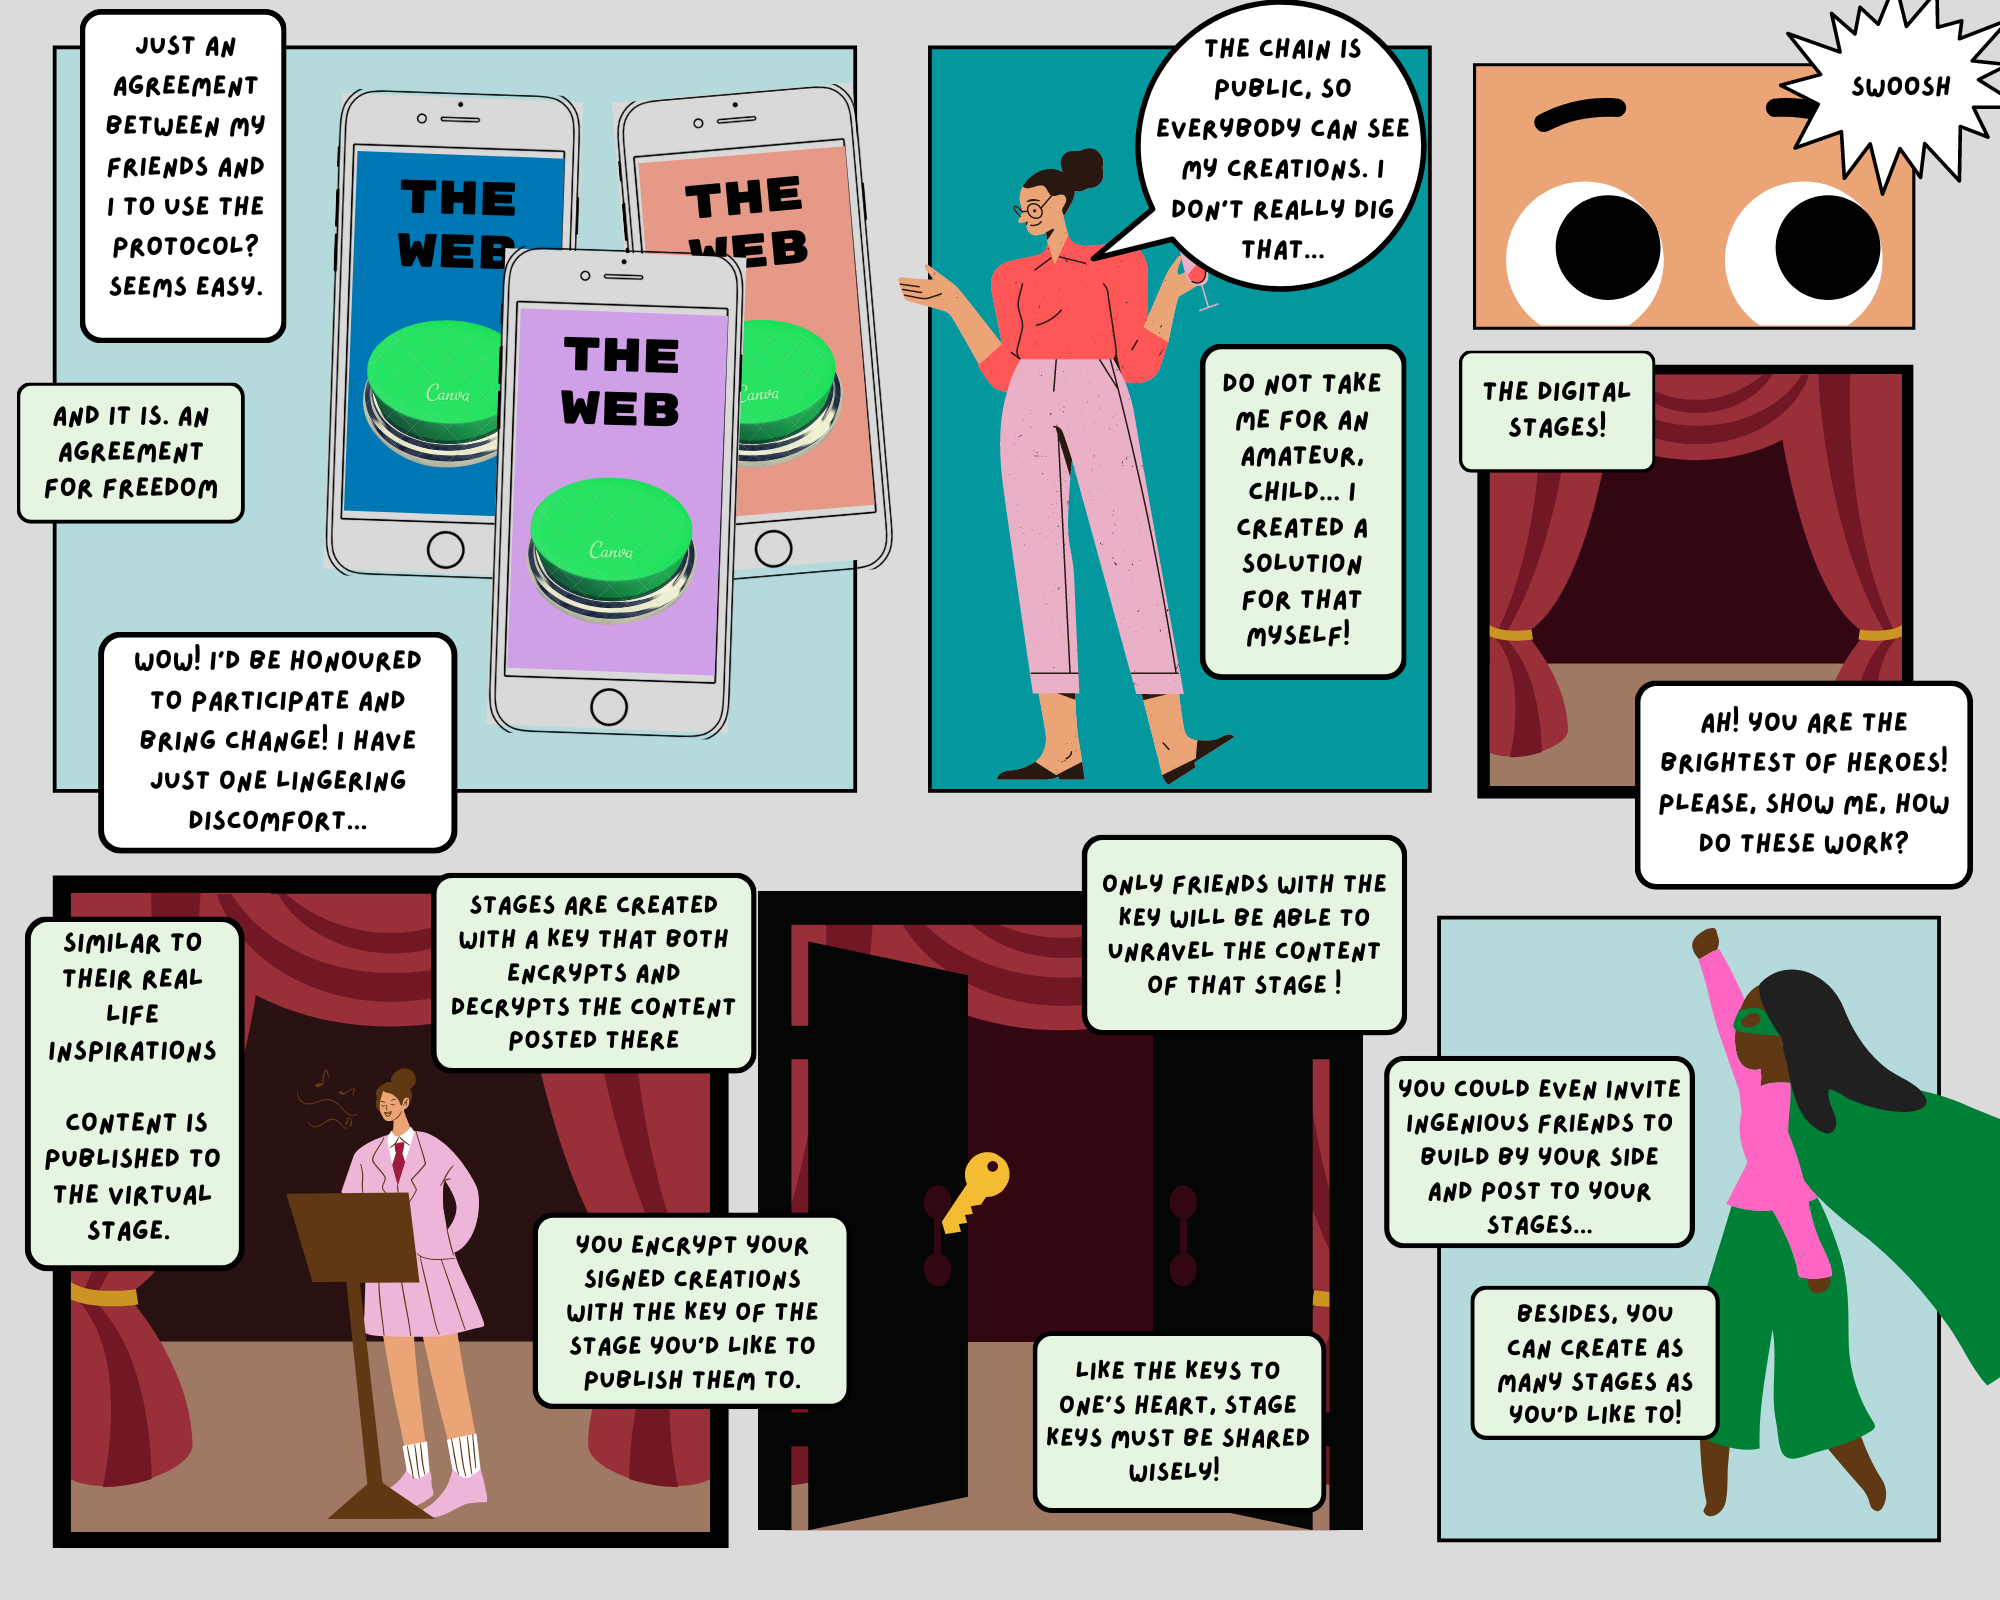 JUST AN
AGREEMENT
BETWEEN MY
FRIENDS AND
I TO USE THE
PROTOCOL?
SEEMS EASY.
THE
WEB
Canva
THE
WEB
Canva
THE
WEB
Canva
AND IT IS. AN
AGREEMENT
FOR FREEDOM
WOW! I'D BE HONOURED
TO PARTICIPATE AND
BRING CHANGE! I HAVE
JUST ONE LINGERING
DISCOMFORT...
THE CHAIN IS
PUBLIC, SO
EVERYBODY CAN SEE
MY CREATIONS. I
DON'T REALLY DIG
THAT...
DO NOT TAKE
ME FOR AN
AMATEUR,
CHILD... I
CREATED A
SOLUTION
FOR THAT
MYSELF!
SWOOSH
THE DIGITAL
STAGES!
AH! YOU ARE THE
BRIGHTEST OF HEROES!
PLEASE, SHOW ME, HOW
DO THESE WORK?
SIMILAR TO
THEIR REAL
LIFE
INSPIRATIONS
CONTENT IS
PUBLISHED TO
THE VIRTUAL
STAGE.
STAGES ARE CREATED
WITH A KEY THAT BOTH
ENCRYPTS AND
DECRYPTS THE CONTENT
POSTED THERE
YOU ENCRYPT YOUR
SIGNED CREATIONS
WITH THE KEY OF THE
STAGE YOU'D LIKE TO
PUBLISH THEM TO.
ONLY FRIENDS WITH THE
KEY WILL BE ABLE TO
UNRAVEL THE CONTENT
OF THAT STAGE !
LIKE THE KEYS TO
ONE'S HEART, STAGE
KEYS MUST BE SHARED
WISELY!
YOU COULD EVEN INVITE
INGENIOUS FRIENDS TO
BUILD BY YOUR SIDE
AND POST TO YOUR
STAGES...
BESIDES, YOU
CAN CREATE AS
MANY STAGES AS
YOU'D LIKE TO!